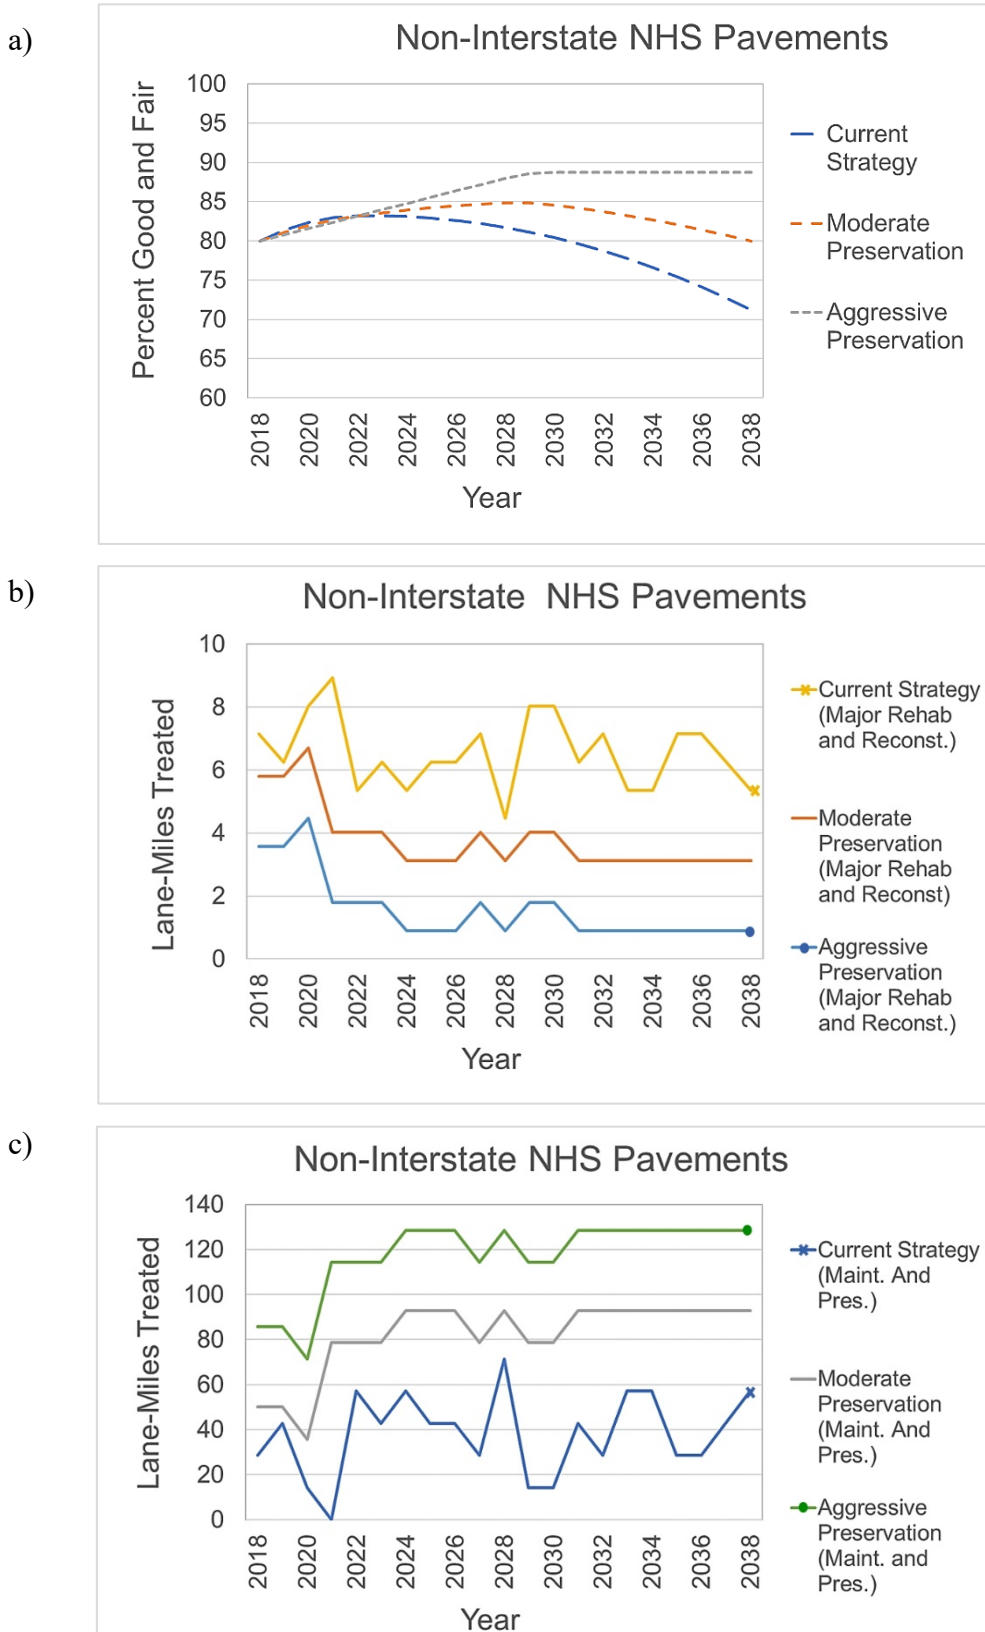 a)
Non-Interstate NHS Pavements
Percent Good and Fair
100
95
90
85
80
75
70
65
60
2018
2020
2022
2024
2026
2028
2030
2032
2034
2036
2038
Year
Current
Strategy
Moderate
Preservation
Aggressive
Preservation
b)
Non-Interstate  NHS Pavements
Lane-Miles Treated
10
8
6
4
2
0
2018
2020
2022
2024
2026
2028
2030
2032
2034
2036
2038
Year
Current Strategy
(Major Rehab
and Reconst.)
Moderate
Preservation
(Major Rehab
and Reconst)
Aggressive
Preservation
(Major Rehab
and Reconst.)
c)
Non-Interstate NHS Pavements
Lane-Miles Treated
140
120
100
80
60
40
20
0
2018
2020
2022
2024
2026
2028
2030
2032
2034
2036
2038
Year
Current Strategy
(Maint. And
Pres.)
Moderate
Preservation
(Maint. And
Pres.)
Aggressive
Preservation
(Maint. and
Pres.)